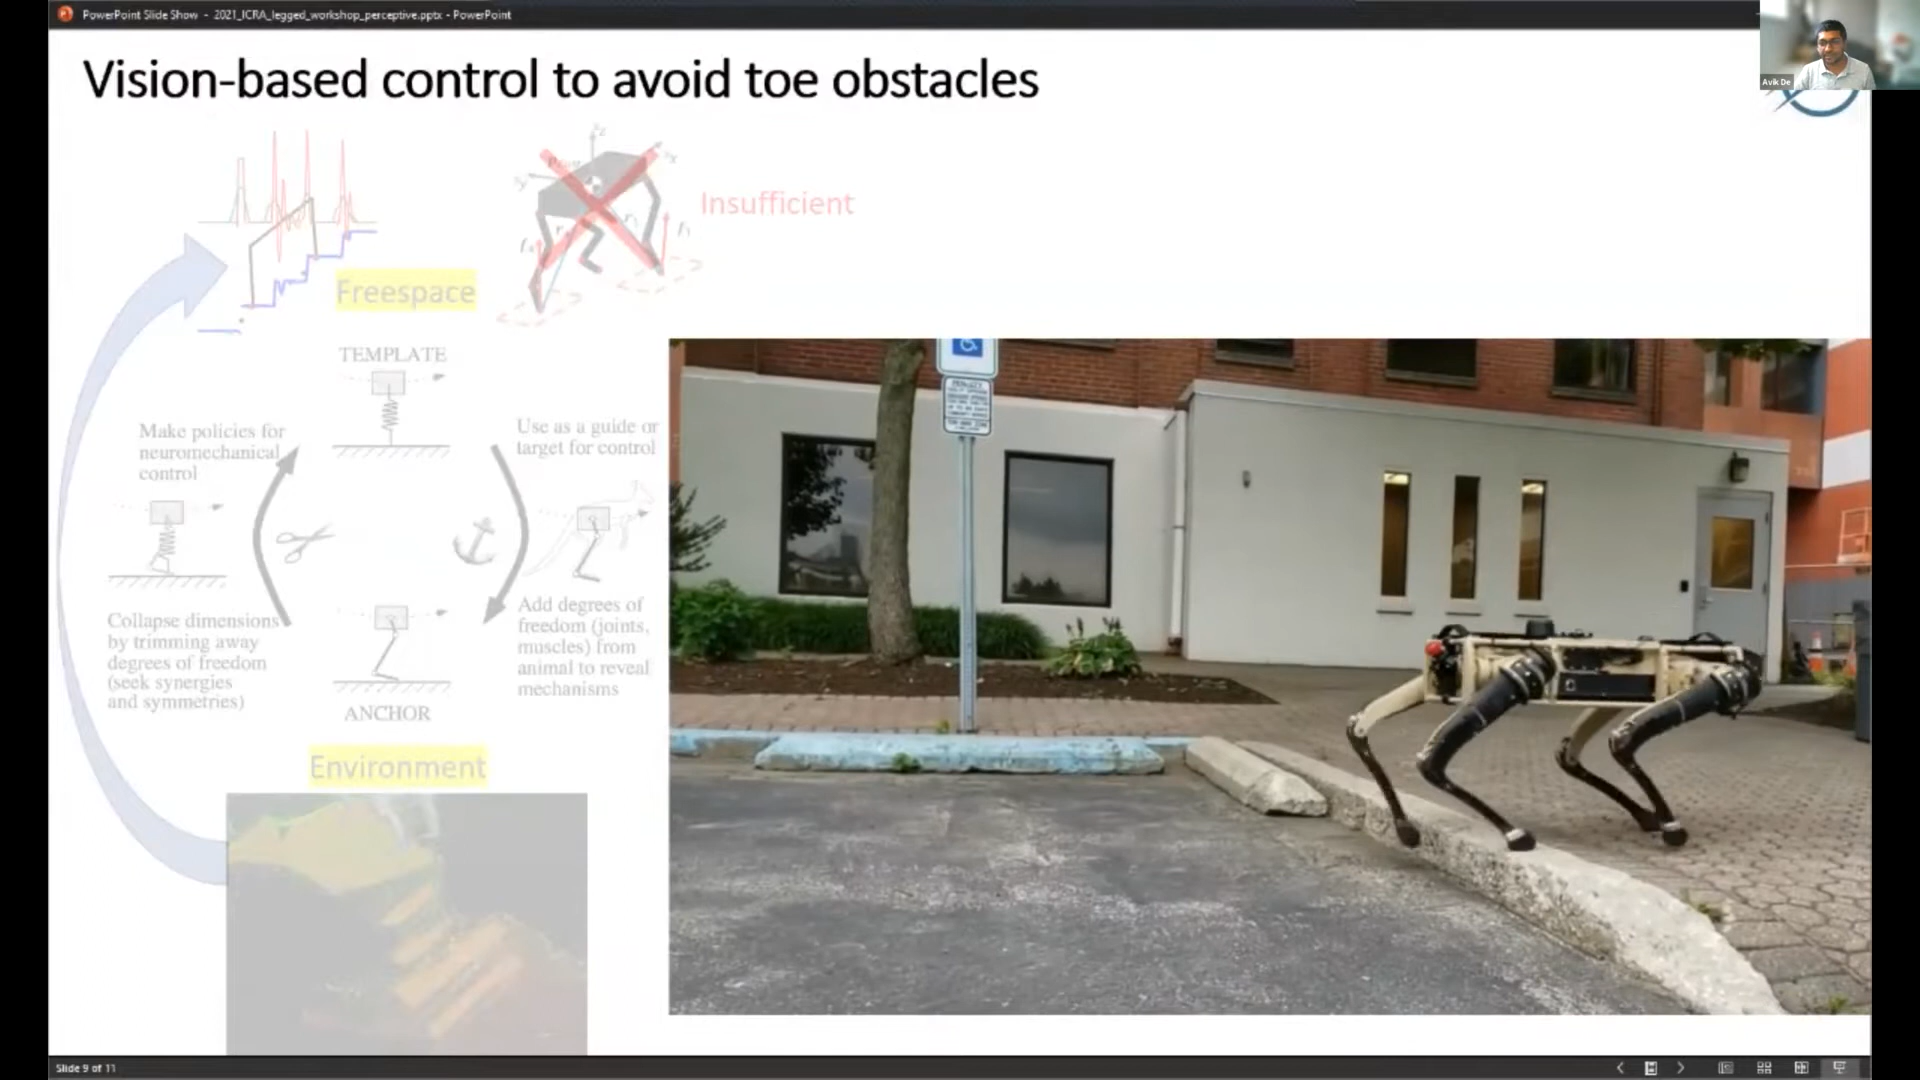 PowerPoint Slide Show - 2021_ICRA_legged_workshop_perceptive.pptx - PowerPoint
Avik De
Vision-based control to avoid toe obstacles
Insufficient
Freespace
TEMPLATE
Make policies for
neuromechanical
control
Use as a guide or
target for control
Collapse dimensions
by trimming away
degrees of freedom
(seek synergies
and symmetries)
Add degrees of
freedom (joints,
muscles) from
animal to reveal
mechanisms
ANCHOR
Environment
Slide 9 of 11